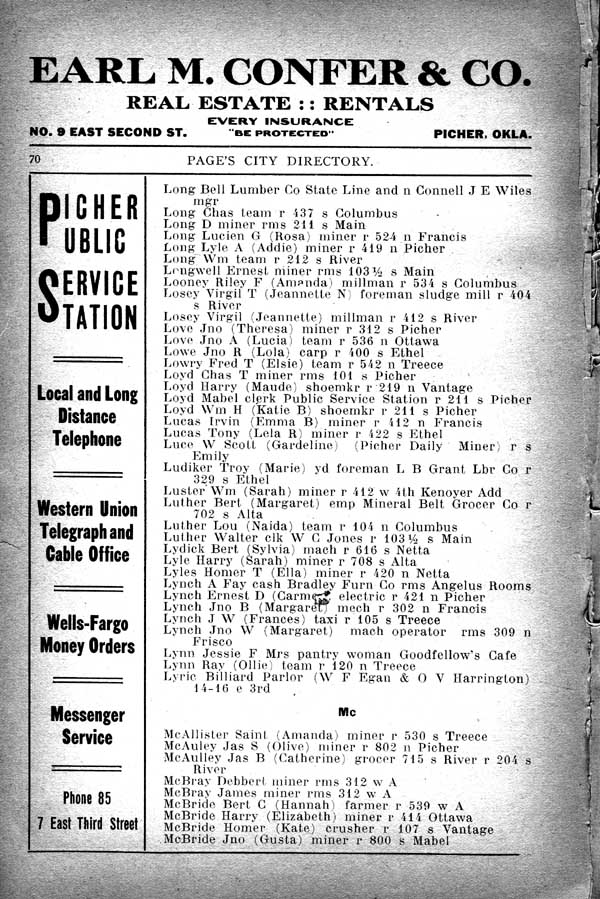 EARL M. CONFER & CO.
REAL ESTATE :: RENTALS
EVERY INSURANCE
NO. 9 EAST SECOND ST. "BE PROTECTED" PICHER, OKLA.
70 PAGE'S CITY DIRECTORY.
PICHER
PUBLIC
SERVICE
STATION
Local and Long
Distance
Telephone
Western Union
Telegraph and
Cable Office
Wells-Fargo
Money Orders
Messenger
Service
Phone 85
7 East Third Street
Long Bell Lumber Co State Line and n Connell J E Wiles
mgr
Long Chas team r 437 s Columbus
Long D miner rms 211 s Main
Long Lucien G (Rosa) miner r 524 n Francis
Long Lyle A (Addie) miner r 419 n Picher
Long Wm team r 212 s River
Longwell Ernest miner rms 103½ s Main
Looney Riley F (Amanda) millman r 534 s Columbus
Losey Virgil T (Jeannette N) foreman sludge mill r 404
s River
Losey Virgil (Jeannette) millman r 412 s River
Love Jno (Theresa) miner r 312 s Picher
Love Jno A (Lucia) team r 536 n Ottawa
Lowe Jno R (Lola) carp r 400 s Ethel
Lowry Fred T (Elsie) team r 542 n Treece
Loyd Chas T miner rms 101 s Picher
Loyd Harry (Maude) shoemkr r 219 n Vantage
Loyd Mabel clerk Public Service Station r 211 s Picher
Loyd Wm H (Katie B) shoemkr r 211 s Picher
Lucas Irvin (Emma B) miner r 412 n Francis
Lucas Tony (Lela R) miner r 422 s Ethel
Luce W Scott (Gardeline) (Picher Daily Miner) r s
Emily
Ludiker Troy (Marie) yd foreman L B Grant Lbr Co r
329 s Ethel
Luster Wm (Sarah) miner r 412 w 4th Kenoyer Add
Luther Bert (Margaret) emp Mineral Belt Grocer Co r
702 s Alta
Luther Lou (Naida) team r 104 n Columbus
Luther Walter clk W C Jones r 103½ s Main
Lydick Bert (Sylvia) mach r 616 s Netta
Lyle Harry (Sarah) miner r 708 s Alta
Lyles Homer T (Ella) miner r 420 n Netta
Lynch A Fay cash Bradley Furn Co rms Angelus Rooms
Lynch Ernest D electric r 421 n Picher
Lynch Jno B (Margaret) mech r 302 n Francis
Lynch J W (Frances) taxi r 105 s Treece
Lynch Jno W (Margaret) mach operator rms 309 n
Frisco
Lynn Jessie F Mrs pantry woman Goodfellow's Cafe
Lynn Ray (Ollie) team r 120 n Treece
Lyric Billiard Parlor (W F Egan & O V Harrington)
14-16 e 3rd
Mc
McAllister Saint (Amanda) miner r 530 s Treece
McAuley Jas S (Olive) miner r 802 n Picher
McAulley Jas B (Catherine) grocer 715 s River r 204 s
River
McBray Debbert miner rms 312 w A
McBray James miner rms 312 w A
McBride Bert C (Hannah) farmer r 539 w A
McBride Harry (Elizabeth) miner r 414 Ottawa
McBride Homer (Kate) crusher r 107 s Vantage
McBride Jno (Gusta) miner r 800 s Mabel